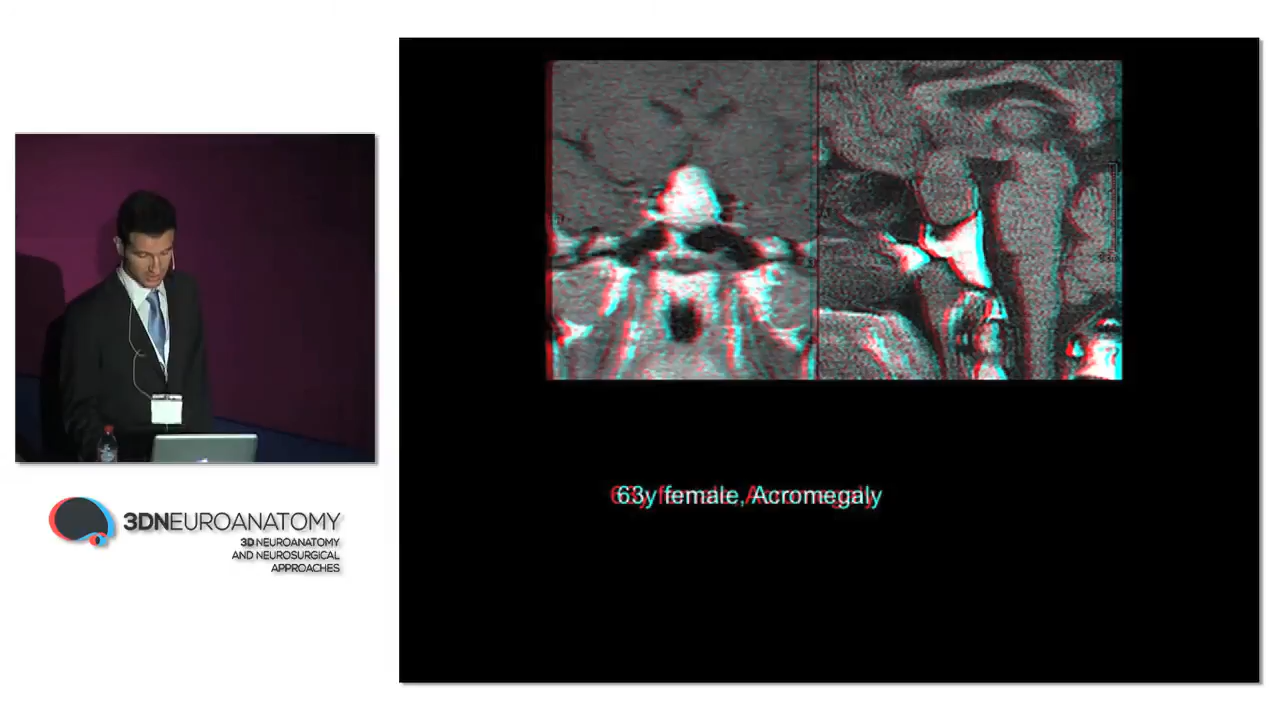 63y female, Acromegaly
3DNEUROANATOMY
3D NEUROANATOMY
AND NEUROSURGICAL
APPROACHES